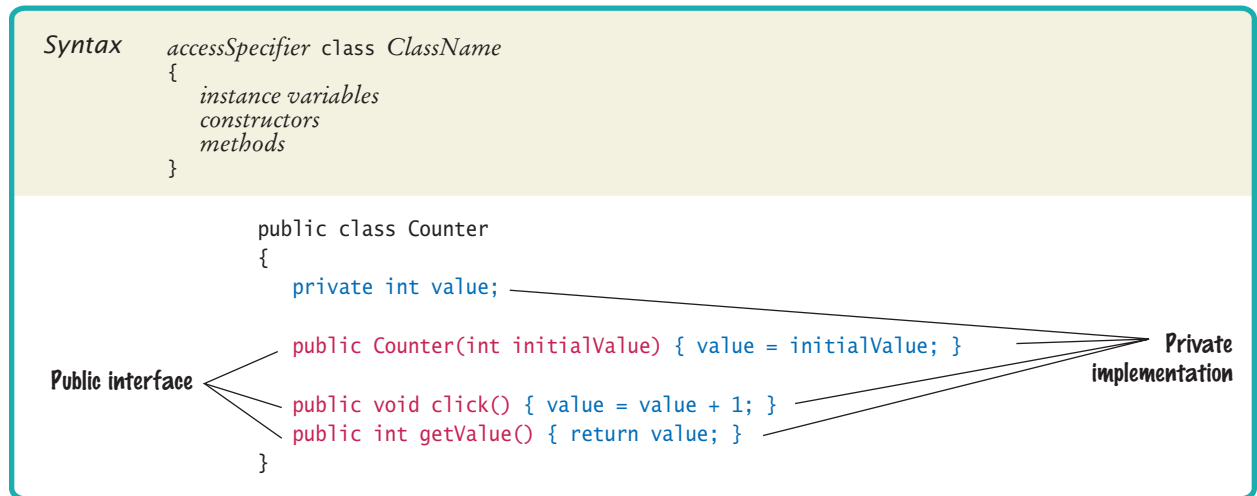 Syntax accessSpecifier class ClassName
{
instance variables
constructors
methods
}
public class Counter
{
private int value;
public Counter(int initialValue) { value = initialValue; }
Private
implementation
Public interface
public void click() { value = value + 1; }
public int getValue() { return value; }
}